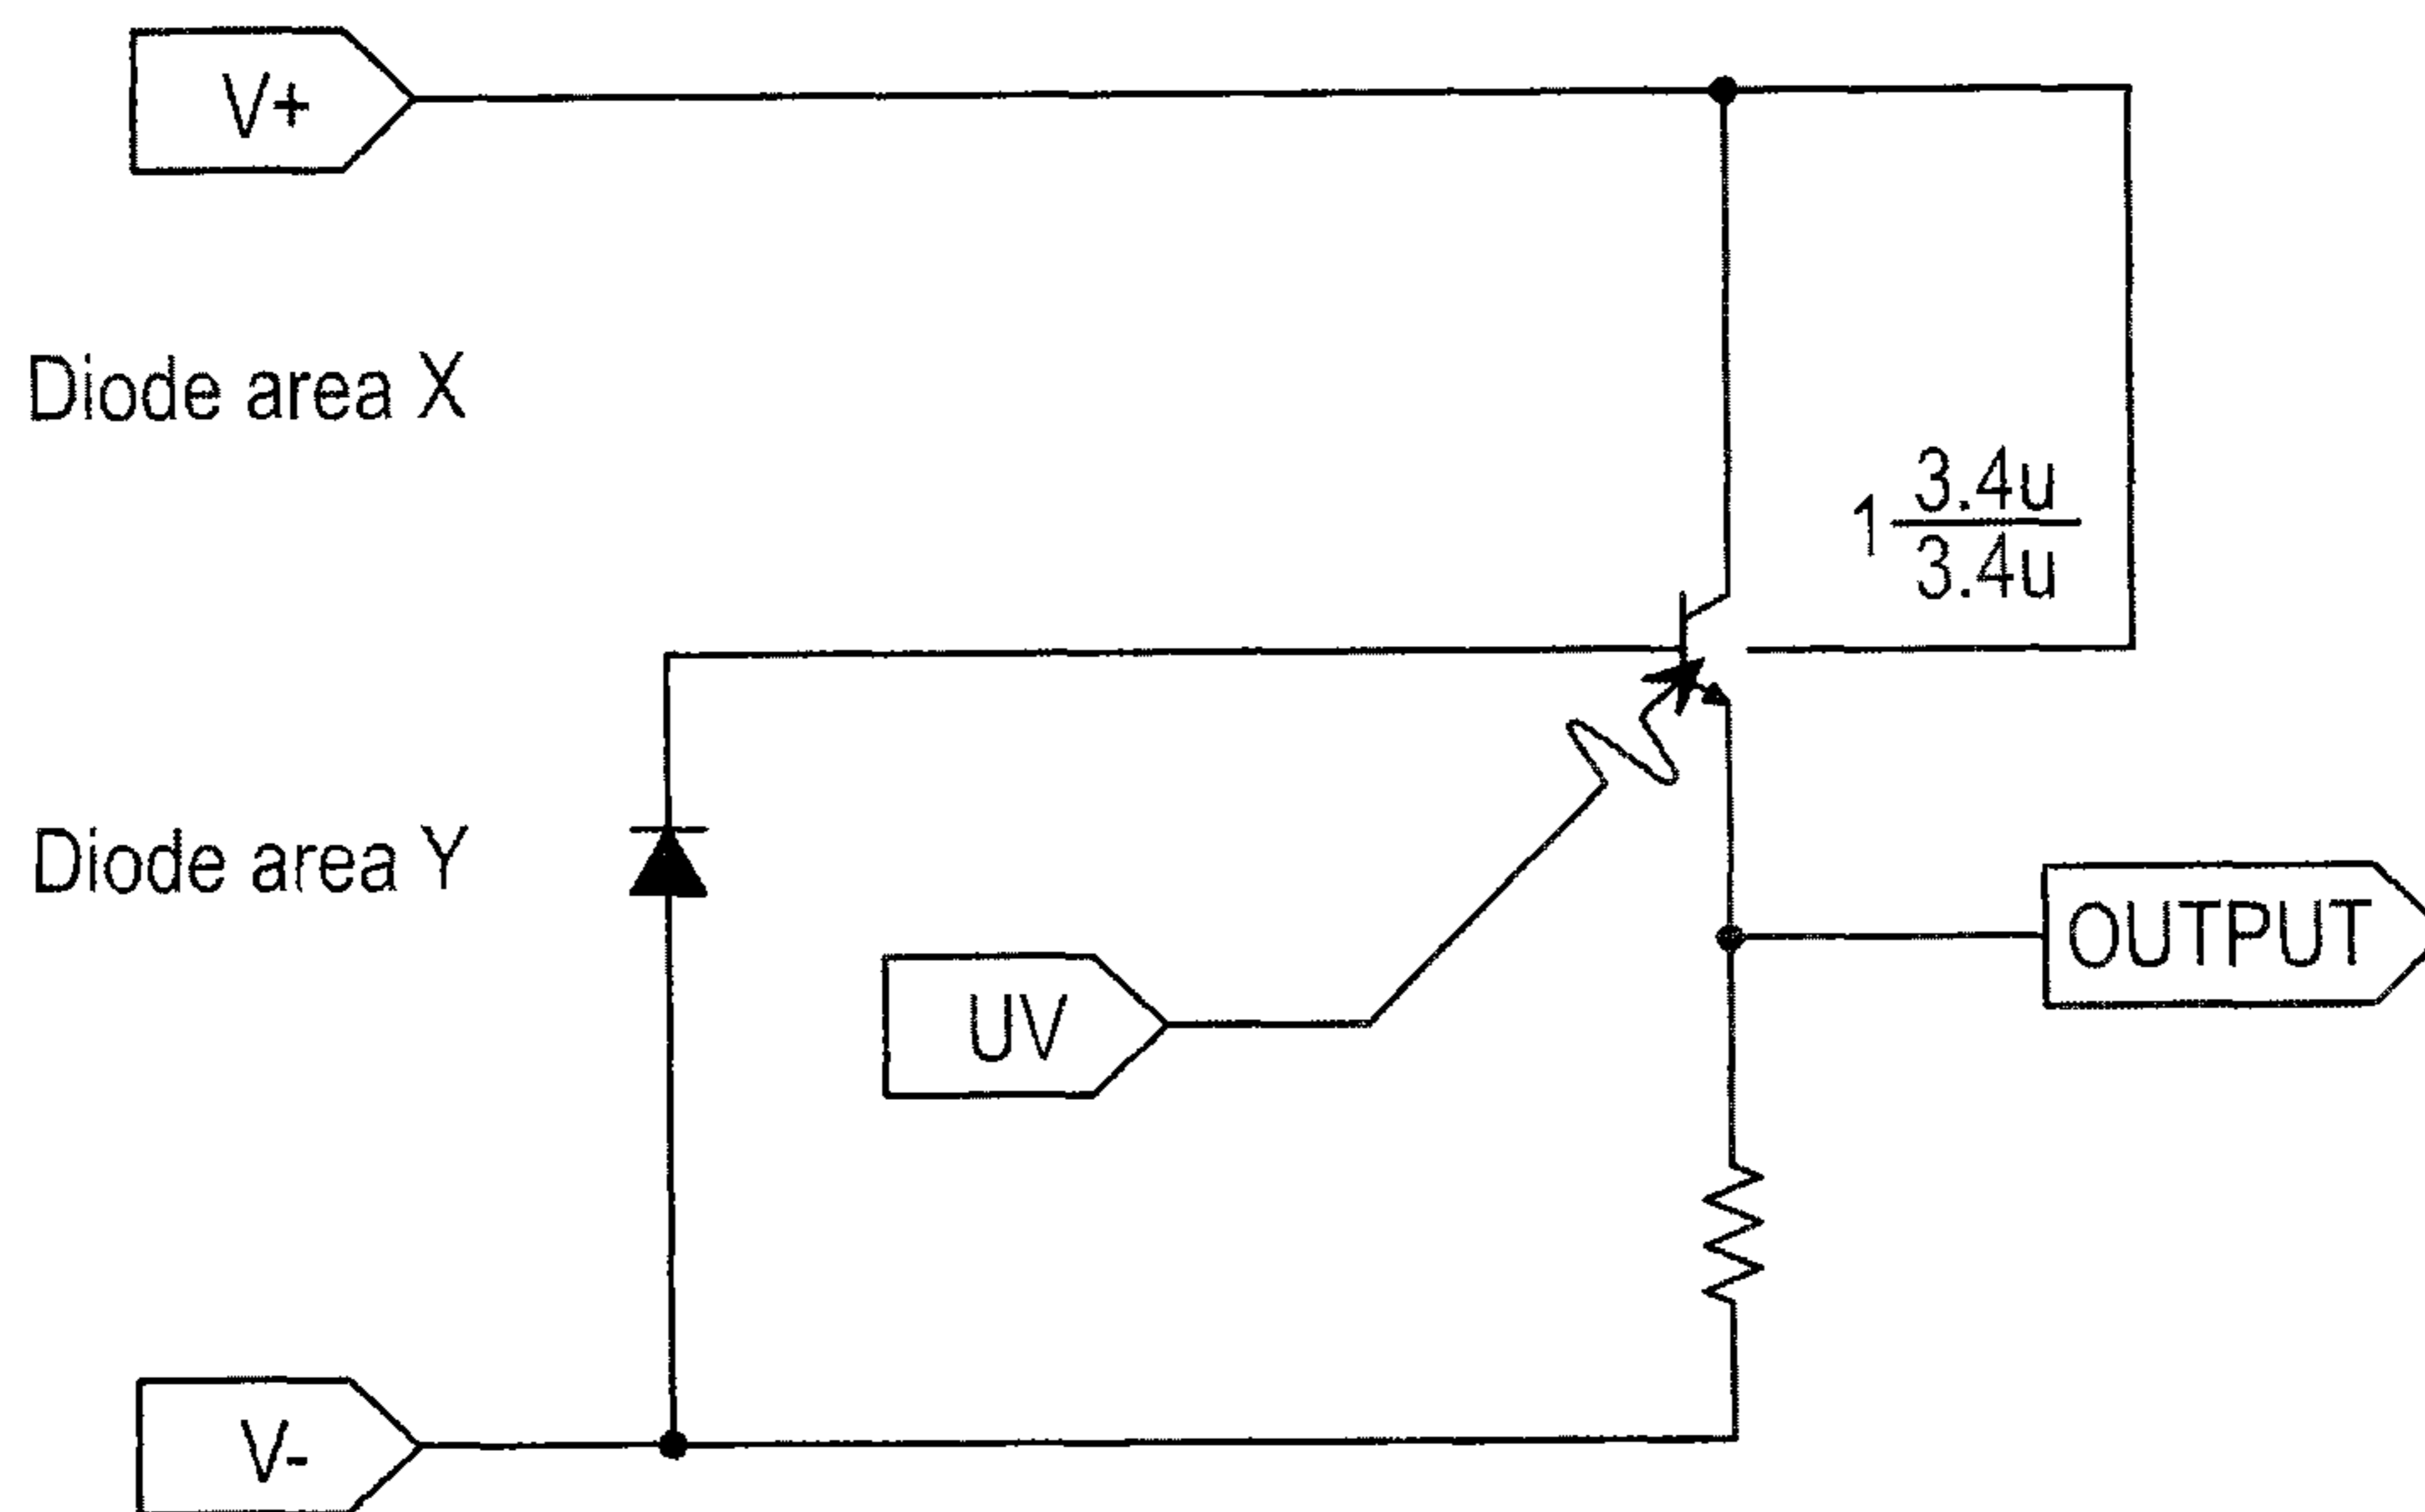 V+
Diode area X
1 3.4u
3.4u
Diode area Y
OUTPUT
UV
V-